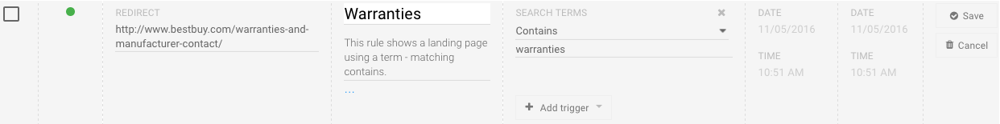 REDIRECT
http://www.bestbuy.com/warranties-and-
manufacturer-contact/
Warranties
This rule shows a landing page
using a term - matching
contains.
...
SEARCH TERMS
Contains
warranties
Add trigger
DATE
11/05/2016
TIME
10:51 AM
DATE
11/05/2016
TIME
10:51 AM
Save
Cancel